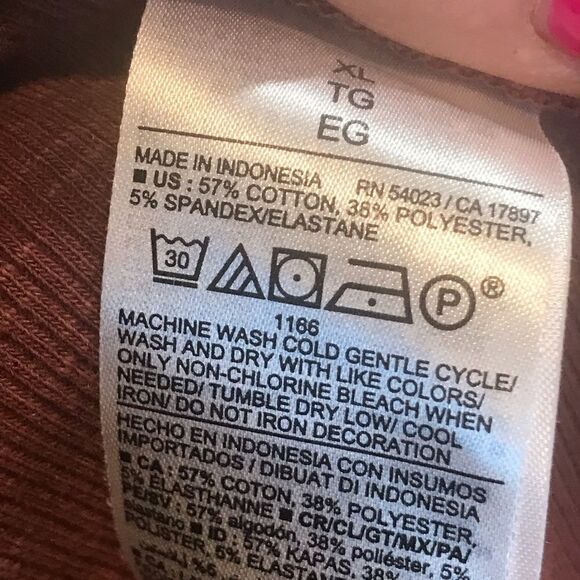 XL
TG
EG
MADE IN INDONESIA RN 54023 / CA 17897
■ US : 57% COTTON, 38% POLYESTER,
5% SPANDEX/ELASTANE
30 P ®
1166
MACHINE WASH COLD GENTLE CYCLE/
WASH AND DRY WITH LIKE COLORS/
ONLY NON-CHLORINE BLEACH WHEN
NEEDED/ TUMBLE DRY LOW/ COOL
IRON/ DO NOT IRON DECORATION
HECHO EN INDONESIA CON INSUMOS
IMPORTADOS / DIBUAT DI INDONESIA
■ CA : 57% COTON, 38% POLYESTER,
5% ÉLASTHANNE ■ CR/CL/GT/MX/PA/
PE/SV: 57% algodón, 38% poliéster, 5%
elastano ■ ID : 57% KAPAS, 38%
POLISTER, 5% ELASTANE